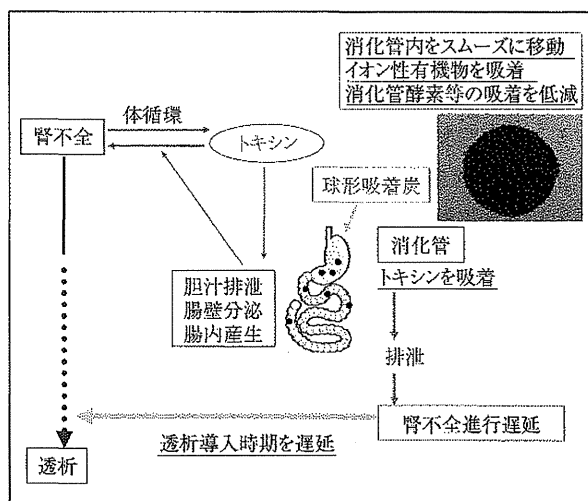 消化管内をスムーズに移動
イオン性有機物を吸着
消化管酵素等の吸着を低減
体循環
腎不全
トキシン
球形吸着炭
消化管
トキシンを吸着
胆汁排泄
腸壁分泌
腸内産生
排泄
腎不全進行遅延
透析導入時期を遅延
透析